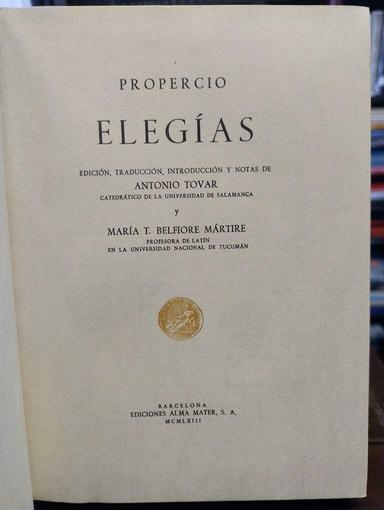 PROPERCIO
ELEGÍAS
EDICIÓN, TRADUCCIÓN, INTRODUCCIÓN Y NOTAS DE
ANTONIO TOVAR
CATEDRÁTICO DE LA UNIVERSIDAD DE SALAMANCA
Y
MARÍA T. BELFIORE MÁRTIRE
PROFESORA DE LATÍN
EN LA UNIVERSIDAD NACIONAL DE TUCUMÁN
BARCELONA
EDICIONES ALMA MATER, S. A.
MCMLXIII